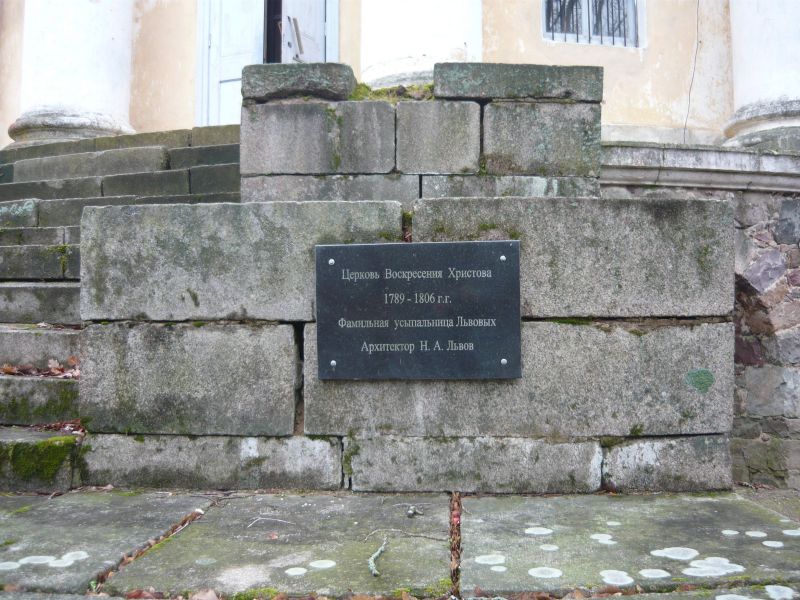 Церковь Воскресения Христова
1789 - 1806 г.г.
Фамильная усыпальница Львовых
Архитектор Н. А. Львов